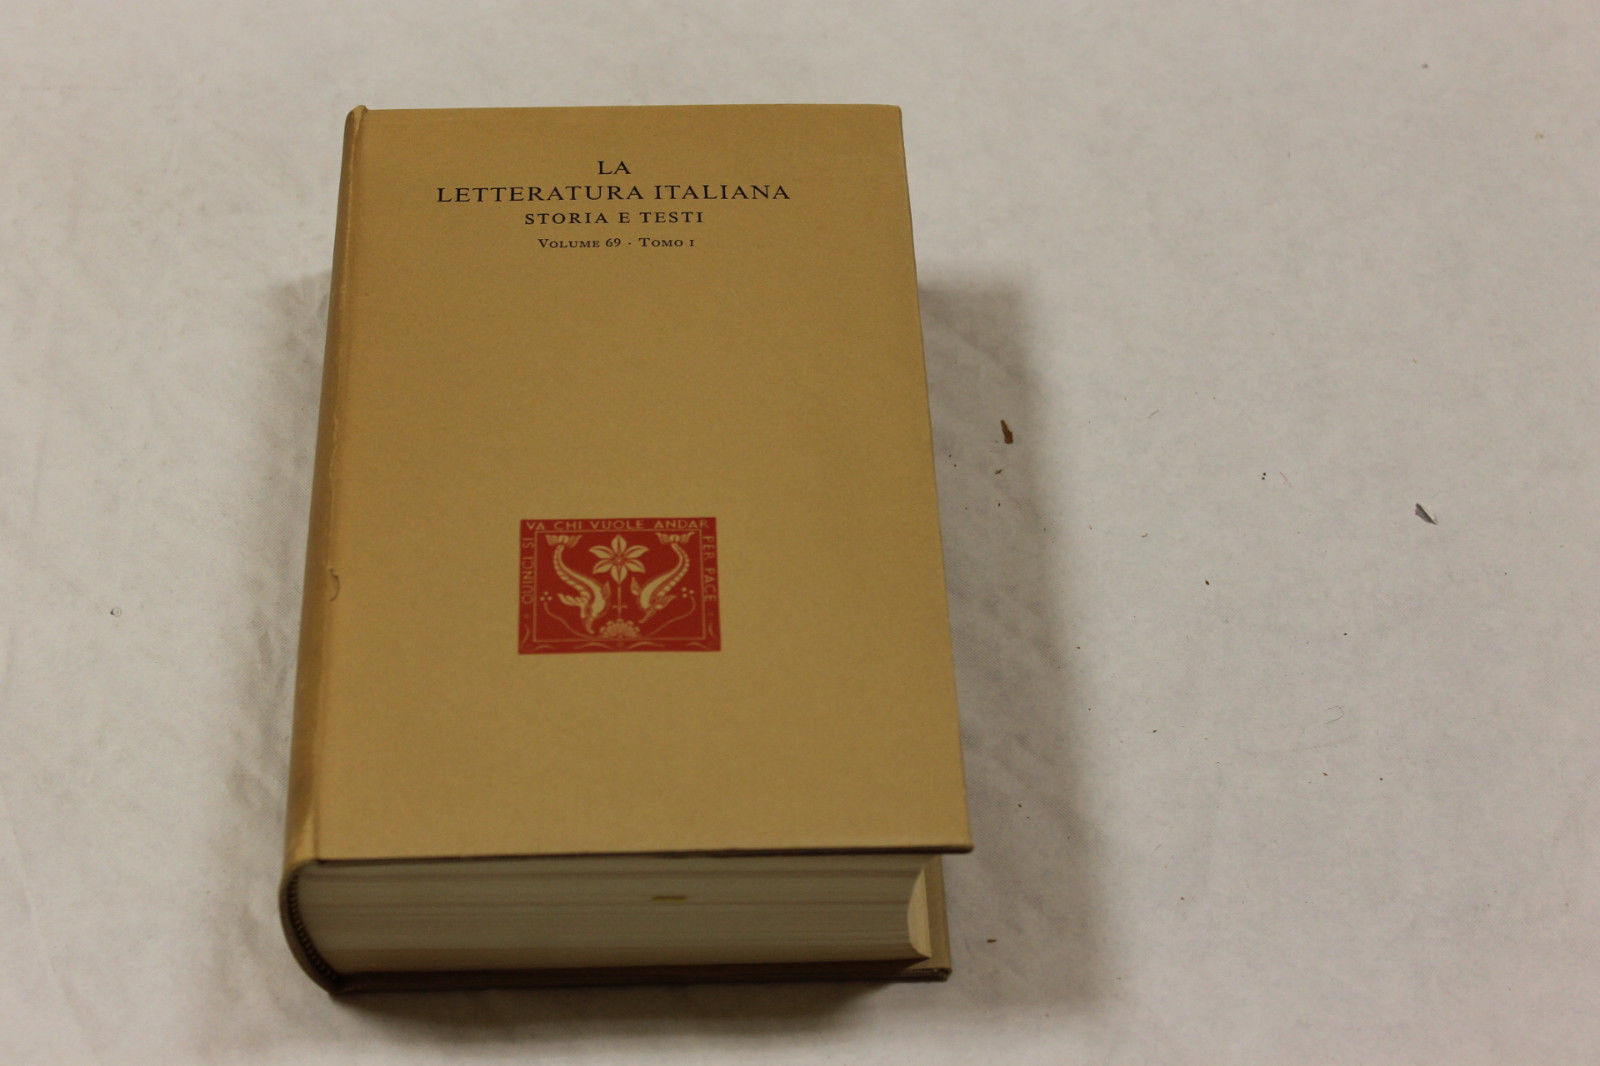 LA
LETTERATURA ITALIANA
STORIA E TESTI
VOLUME 69 · TOMO I
QUINCI SI
VA CHI VUOLE ANDAR
PER PACE